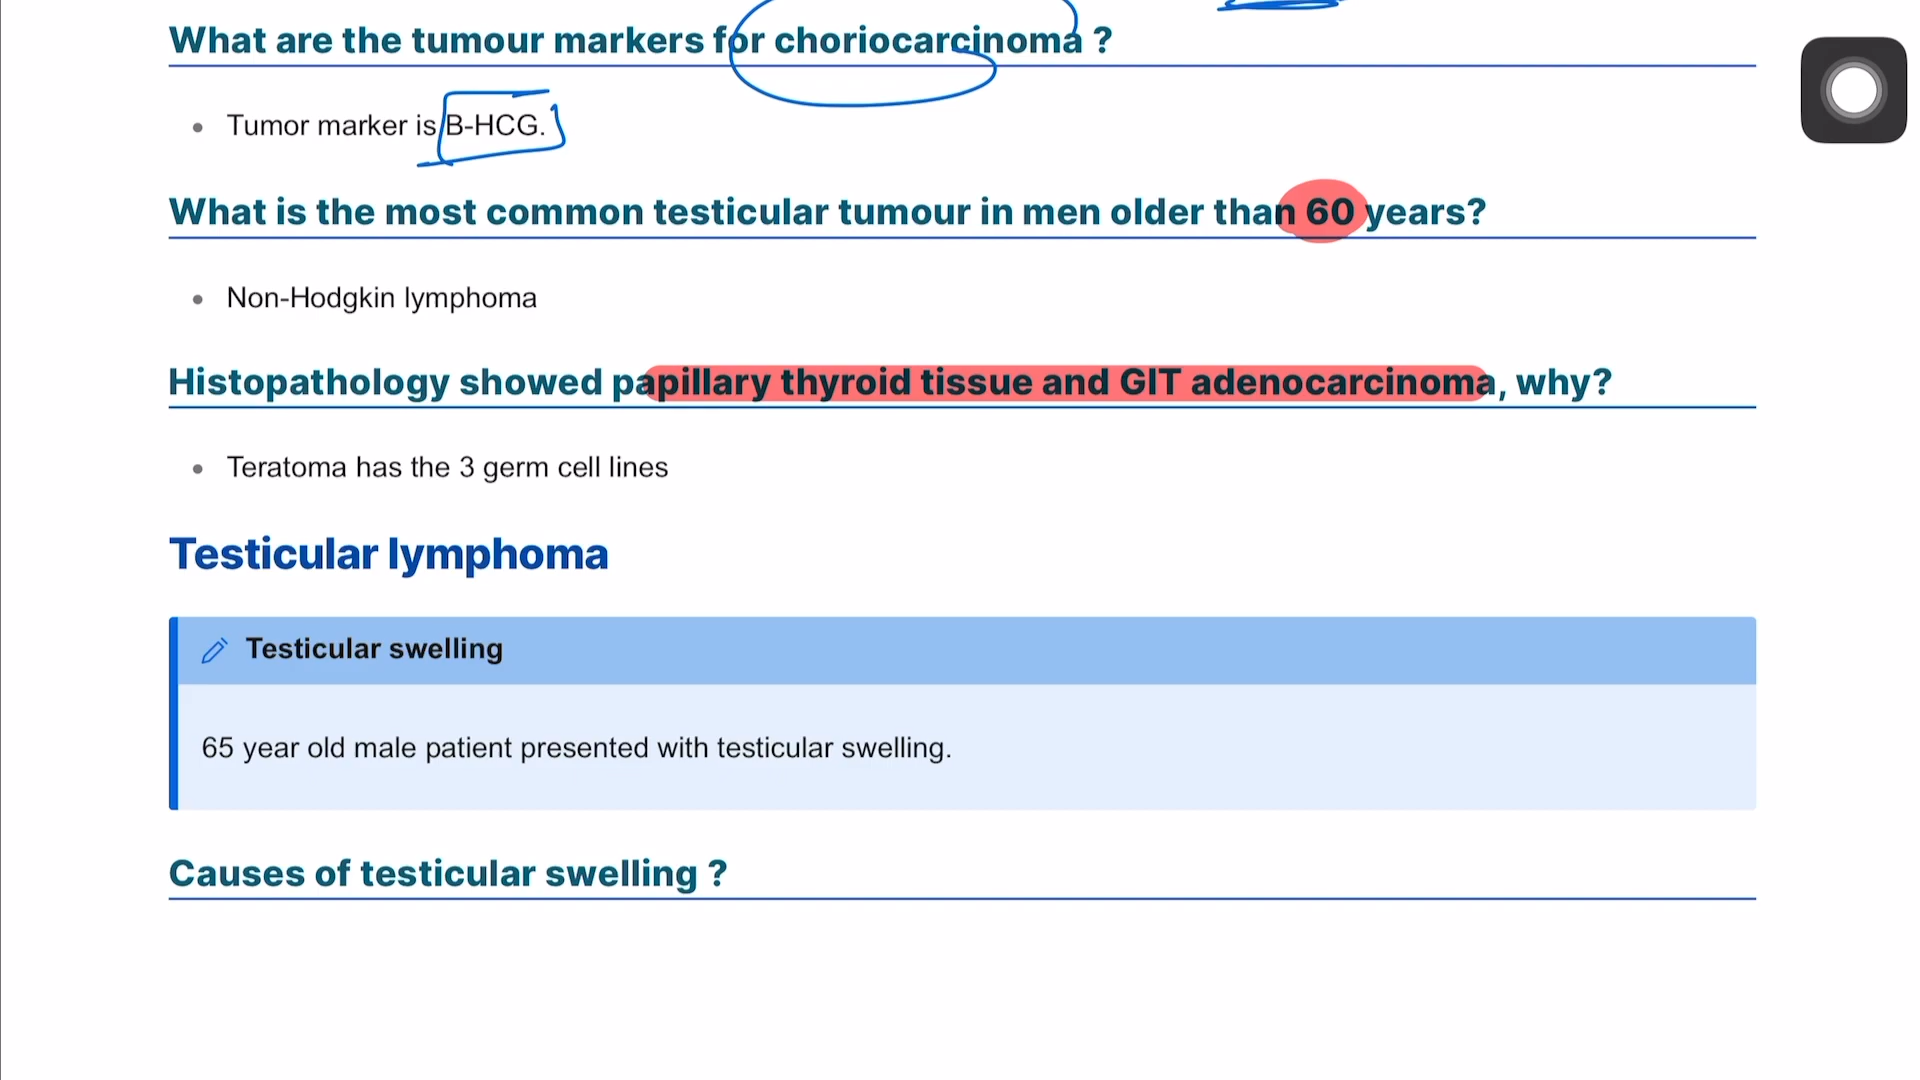 What are the tumour markers for choriocarcinoma ?
• Tumor marker is B-HCG.
What is the most common testicular tumour in men older than 60 years?
• Non-Hodgkin lymphoma
Histopathology showed papillary thyroid tissue and GIT adenocarcinoma, why?
• Teratoma has the 3 germ cell lines
Testicular lymphoma
Testicular swelling
65 year old male patient presented with testicular swelling.
Causes of testicular swelling ?